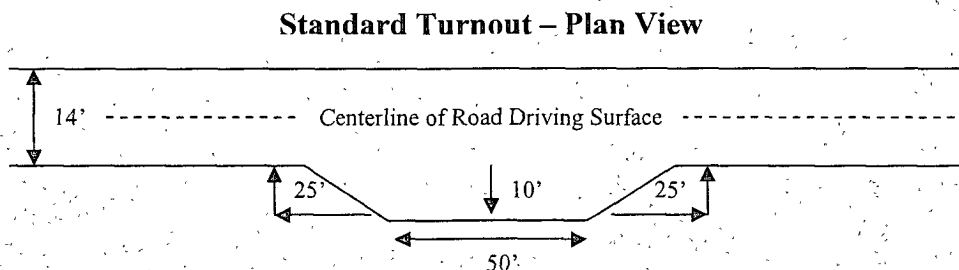 Standard Turnout – Plan View
14' Centerline of Road Driving Surface
25' 10' 25'
50'